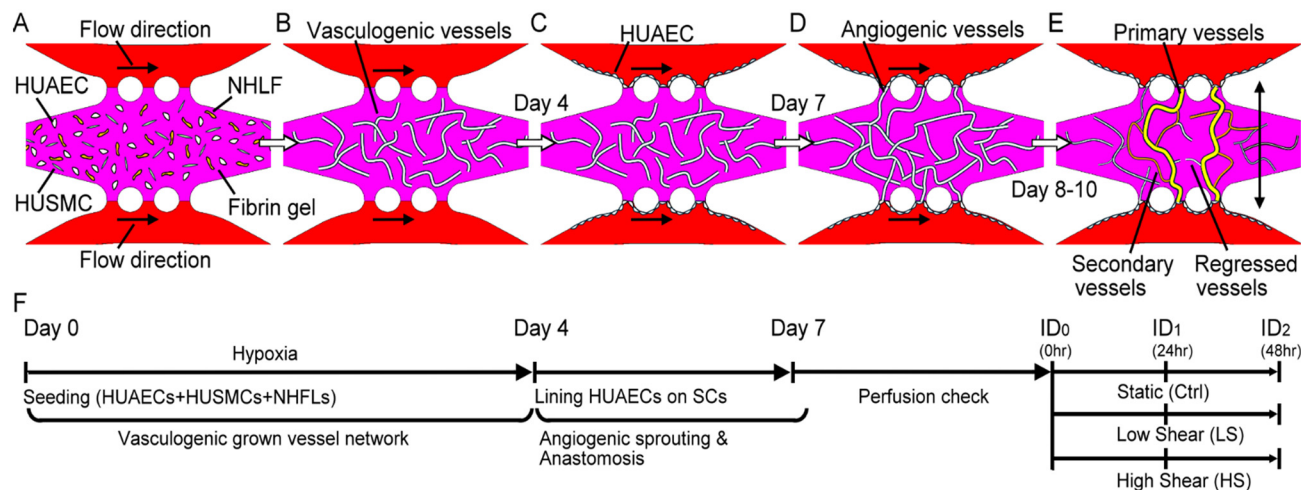 A
Flow direction
HUAEC
NHLF
HUSMC
Fibrin gel
Flow direction
B
Vasculogenic vessels
Day 4
C
HUAEC
Day 7
D
Angiogenic vessels
Day 8-10
E
Primary vessels
Secondary
vessels
Regressed
vessels
F
Day 0
Day 4
Day 7
ID0
(0hr)
ID1
(24hr)
ID2
(48hr)
Hypoxia
Seeding (HUAECs+HUSMCs+NHFLs)
Lining HUAECs on SCs
Perfusion check
Static (Ctrl)
Vasculogenic grown vessel network
Angiogenic sprouting &
Anastomosis
Low Shear (LS)
High Shear (HS)